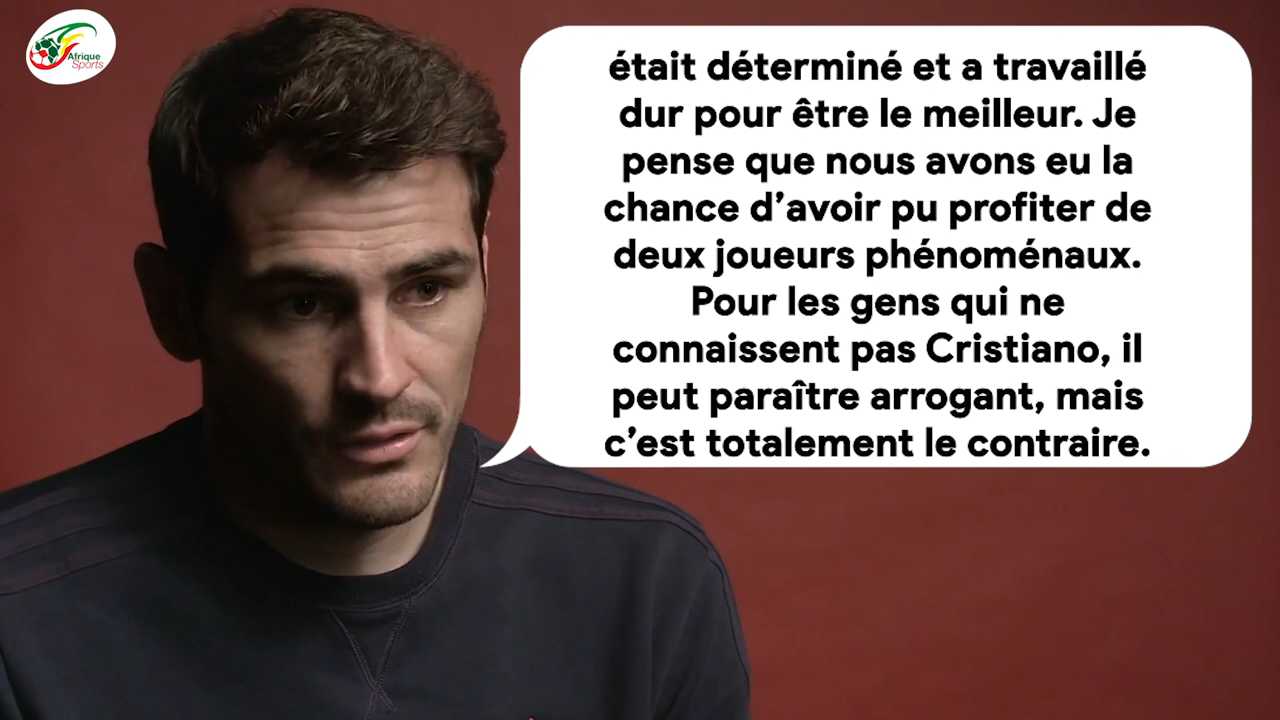 Afrique
Sports
était déterminé et a travaillé
dur pour être le meilleur. Je
pense que nous avons eu la
chance d’avoir pu profiter de
deux joueurs phénoménaux.
Pour les gens qui ne
connaissent pas Cristiano, il
peut paraître arrogant, mais
c’est totalement le contraire.